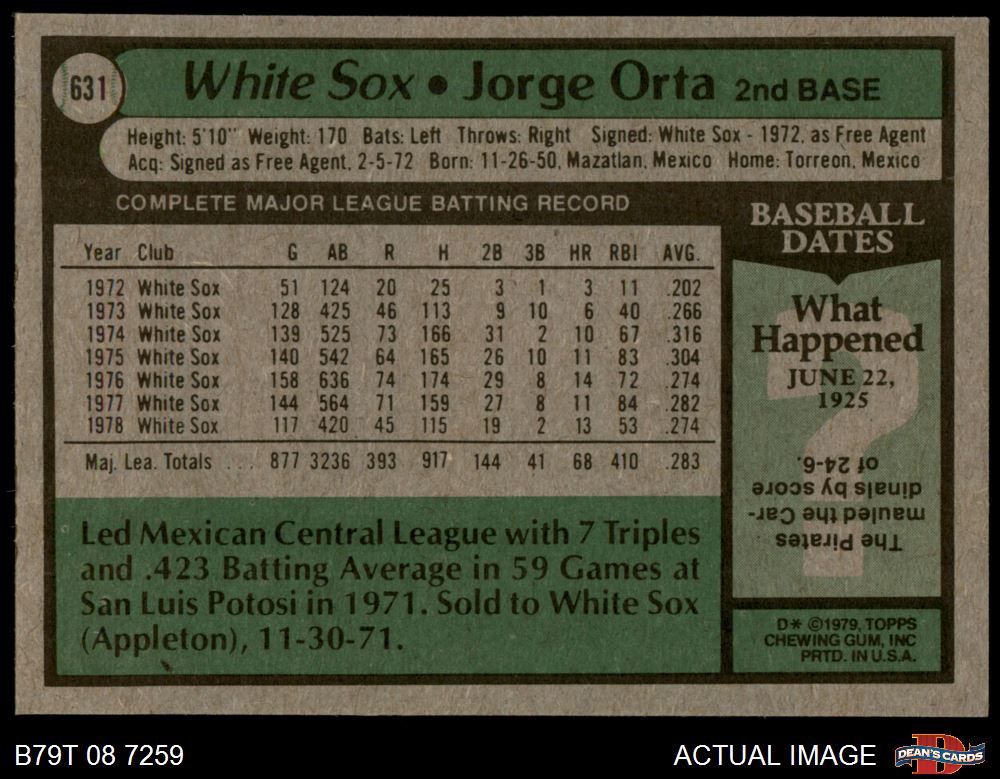 631
White Sox • Jorge Orta 2nd BASE
Height: 5'10" Weight: 170 Bats: Left Throws: Right Signed: White Sox - 1972, as Free Agent
Acq: Signed as Free Agent, 2-5-72 Born: 11-26-50, Mazatlan, Mexico Home: Torreon, Mexico
COMPLETE MAJOR LEAGUE BATTING RECORD
Year Club G AB R H 2B 3B HR RBI AVG.
1972 White Sox 51 124 20 25 3 1 3 11 .202
1973 White Sox 128 425 46 113 9 10 6 40 .266
1974 White Sox 139 525 73 166 31 2 10 67 .316
1975 White Sox 140 542 64 165 26 10 11 83 .304
1976 White Sox 158 636 74 174 29 8 14 72 .274
1977 White Sox 144 564 71 159 27 8 11 84 .282
1978 White Sox 117 420 45 115 19 2 13 53 .274
Maj. Lea. Totals ... 877 3236 393 917 144 41 68 410 .283
Led Mexican Central League with 7 Triples
and .423 Batting Average in 59 Games at
San Luis Potosi in 1971. Sold to White Sox
(Appleton), 11-30-71.
BASEBALL
DATES
What
Happened
JUNE 22,
1925
?
The Pirates
mauled the Car-
dinals by score
of 24-6.
D* ©1979, TOPPS
CHEWING GUM, INC
PRTD. IN U.S.A.
B79T 08 7259
ACTUAL IMAGE
D
DEAN'S CARDS